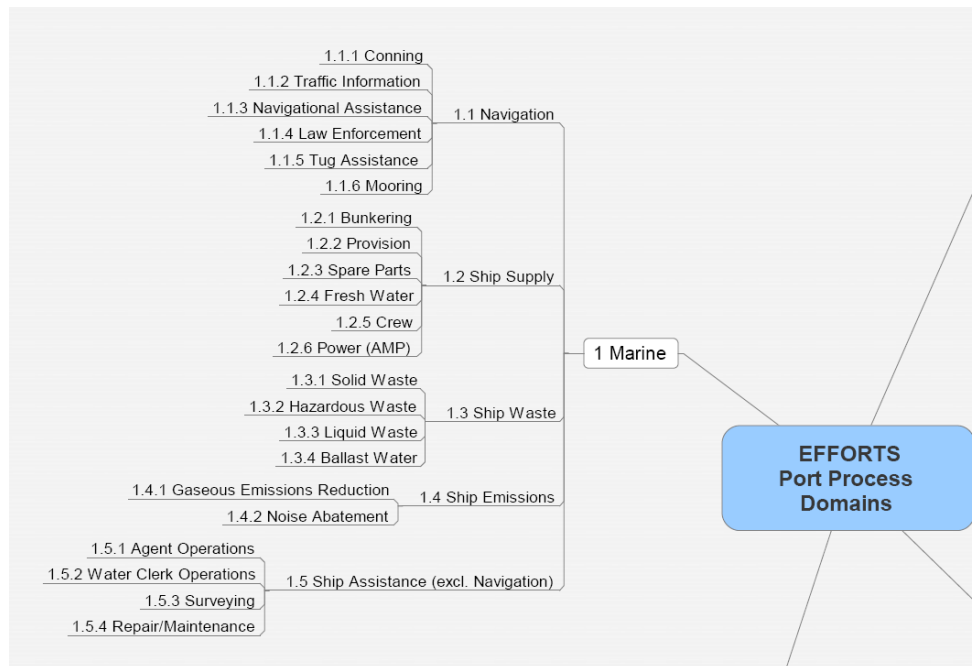 1.1.1 Conning
1.1.2 Traffic Information
1.1.3 Navigational Assistance
1.1.4 Law Enforcement
1.1.5 Tug Assistance
1.1.6 Mooring
1.1 Navigation
1.2.1 Bunkering
1.2.2 Provision
1.2.3 Spare Parts
1.2.4 Fresh Water
1.2.5 Crew
1.2.6 Power (AMP)
1.2 Ship Supply
1.3.1 Solid Waste
1.3.2 Hazardous Waste
1.3.3 Liquid Waste
1.3.4 Ballast Water
1.3 Ship Waste
1.4.1 Gaseous Emissions Reduction
1.4.2 Noise Abatement
1.4 Ship Emissions
1.5.1 Agent Operations
1.5.2 Water Clerk Operations
1.5.3 Surveying
1.5.4 Repair/Maintenance
1.5 Ship Assistance (excl. Navigation)
1 Marine
EFFORTS
Port Process
Domains